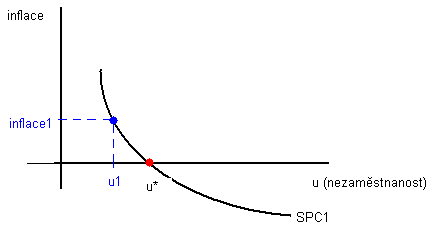 inflace
inflace1
u1
u*
u (nezaměstnanost)
SPC1